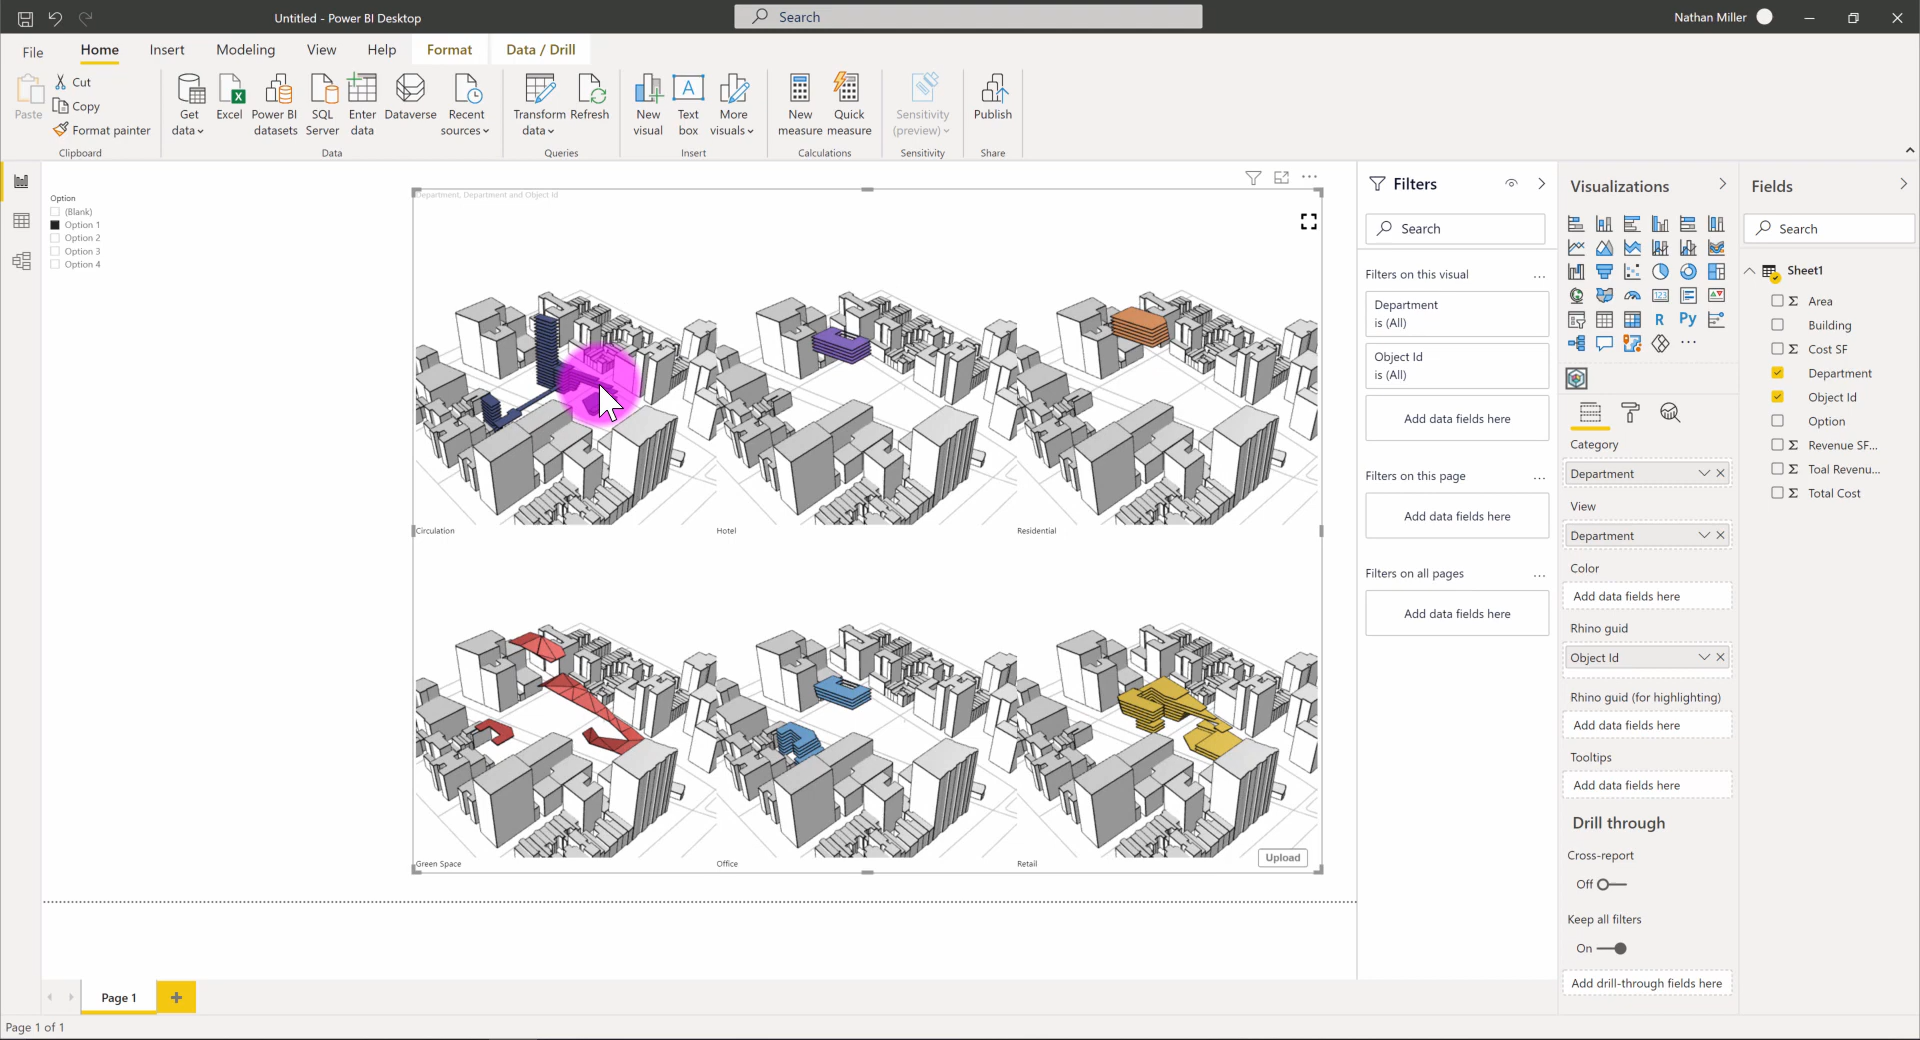 Untitled - Power BI Desktop
Search
Nathan Miller
File
Home
Insert
Modeling
View
Help
Format
Data / Drill
Paste
Cut
Copy
Format painter
Clipboard
Get data
Excel
Power BI datasets
SQL Server
Enter data
Dataverse
Recent sources
Data
Transform data
Refresh
Queries
New visual
A
Text box
More visuals
Insert
New measure
Quick measure
Calculations
Sensitivity (preview)
Sensitivity
Publish
Share
Option
(Blank)
Option 1
Option 2
Option 3
Option 4
Department, Department and Object Id
Circulation
Hotel
Residential
Green Space
Office
Retail
Upload
Filters
Search
Filters on this visual
...
Department
is (All)
Object Id
is (All)
Add data fields here
Filters on this page
...
Add data fields here
Filters on all pages
...
Add data fields here
Visualizations
123
R
Py
...
Category
Department
View
Department
Color
Add data fields here
Rhino guid
Object Id
Rhino guid (for highlighting)
Add data fields here
Tooltips
Add data fields here
Drill through
Cross-report
Off
Keep all filters
On
Add drill-through fields here
Fields
Search
Sheet1
Σ Area
Building
Σ Cost SF
Department
Object Id
Option
Σ Revenue SF...
Σ Toal Revenu...
Σ Total Cost
Page 1
+
Page 1 of 1